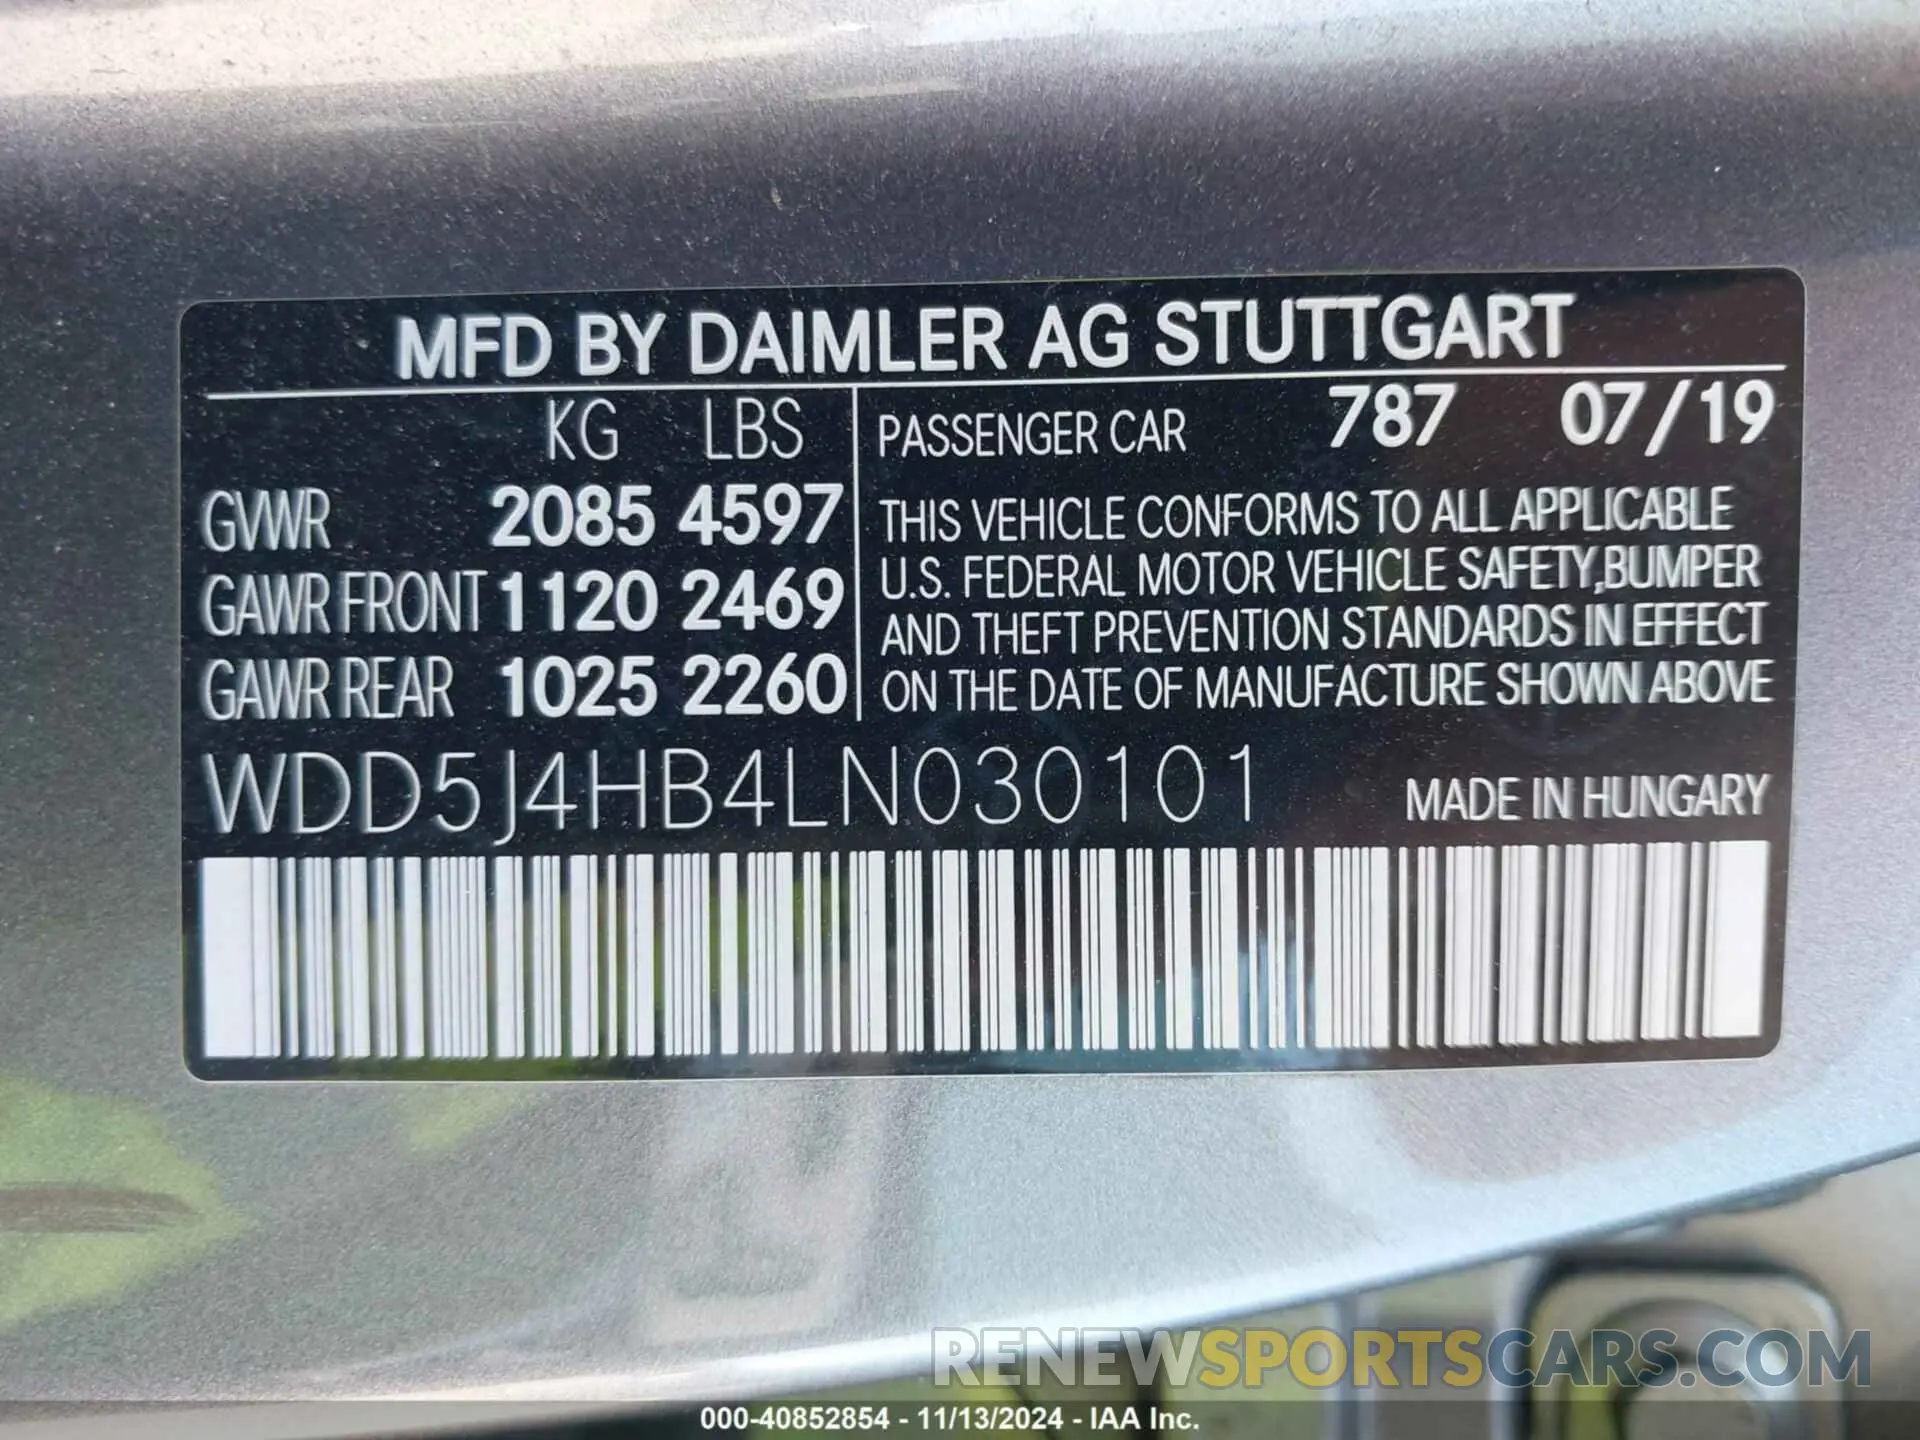 MFD BY DAIMLER AG STUTTGART
KG LBS
GVWR 2085 4597
GAWR FRONT 1120 2469
GAWR REAR 1025 2260
PASSENGER CAR 787 07/19
THIS VEHICLE CONFORMS TO ALL APPLICABLE
U.S. FEDERAL MOTOR VEHICLE SAFETY,BUMPER
AND THEFT PREVENTION STANDARDS IN EFFECT
ON THE DATE OF MANUFACTURE SHOWN ABOVE
WDD5J4HB4LN030101 MADE IN HUNGARY
RENEWSPORTSCARS.COM
000-40852854 - 11/13/2024 - IAA Inc.